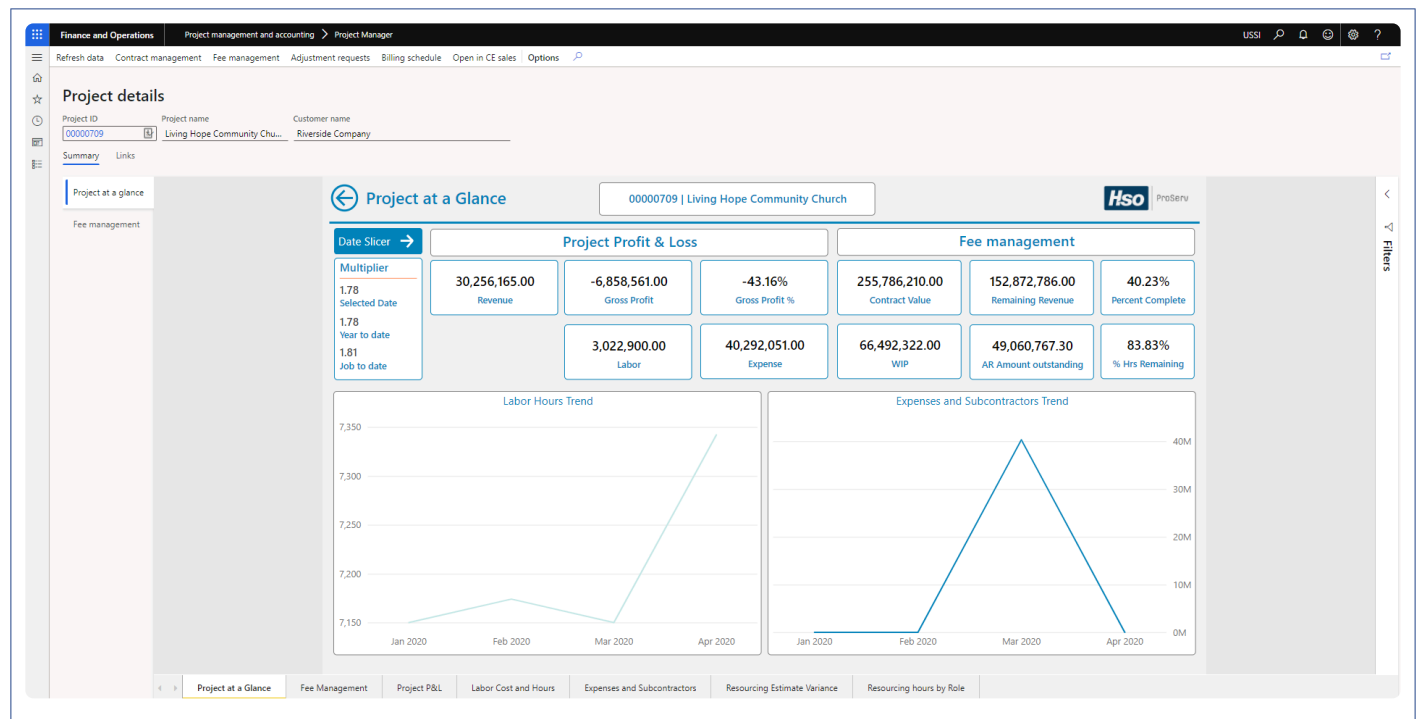 Finance and Operations Project management and accounting > Project Manager USSI ?
Refresh data Contract management Fee management Adjustment requests Billing schedule Open in CE sales Options
Project details
Project ID Project name Customer name
00000709 Living Hope Community Chu... Riverside Company
Summary Links
Project at a glance
Fee management
Project at a Glance
00000709 | Living Hope Community Church
Hso ProServ
Filters
Date Slicer
Project Profit & Loss
Fee management
Multiplier
1.78
Selected Date
1.78
Year to date
1.81
Job to date
30,256,165.00 -6,858,561.00 -43.16% 255,786,210.00 152,872,786.00 40.23%
Revenue Gross Profit Gross Profit % Contract Value Remaining Revenue Percent Complete
3,022,900.00 40,292,051.00 66,492,322.00 49,060,767.30 83.83%
Labor Expense WIP AR Amount outstanding % Hrs Remaining
Labor Hours Trend
7,350
7,300
7,250
7,200
7,150
Jan 2020 Feb 2020 Mar 2020 Apr 2020
Expenses and Subcontractors Trend
40M
30M
20M
10M
0M
Jan 2020 Feb 2020 Mar 2020 Apr 2020
Project at a Glance Fee Management Project P&L Labor Cost and Hours Expenses and Subcontractors Resourcing Estimate Variance Resourcing hours by Role